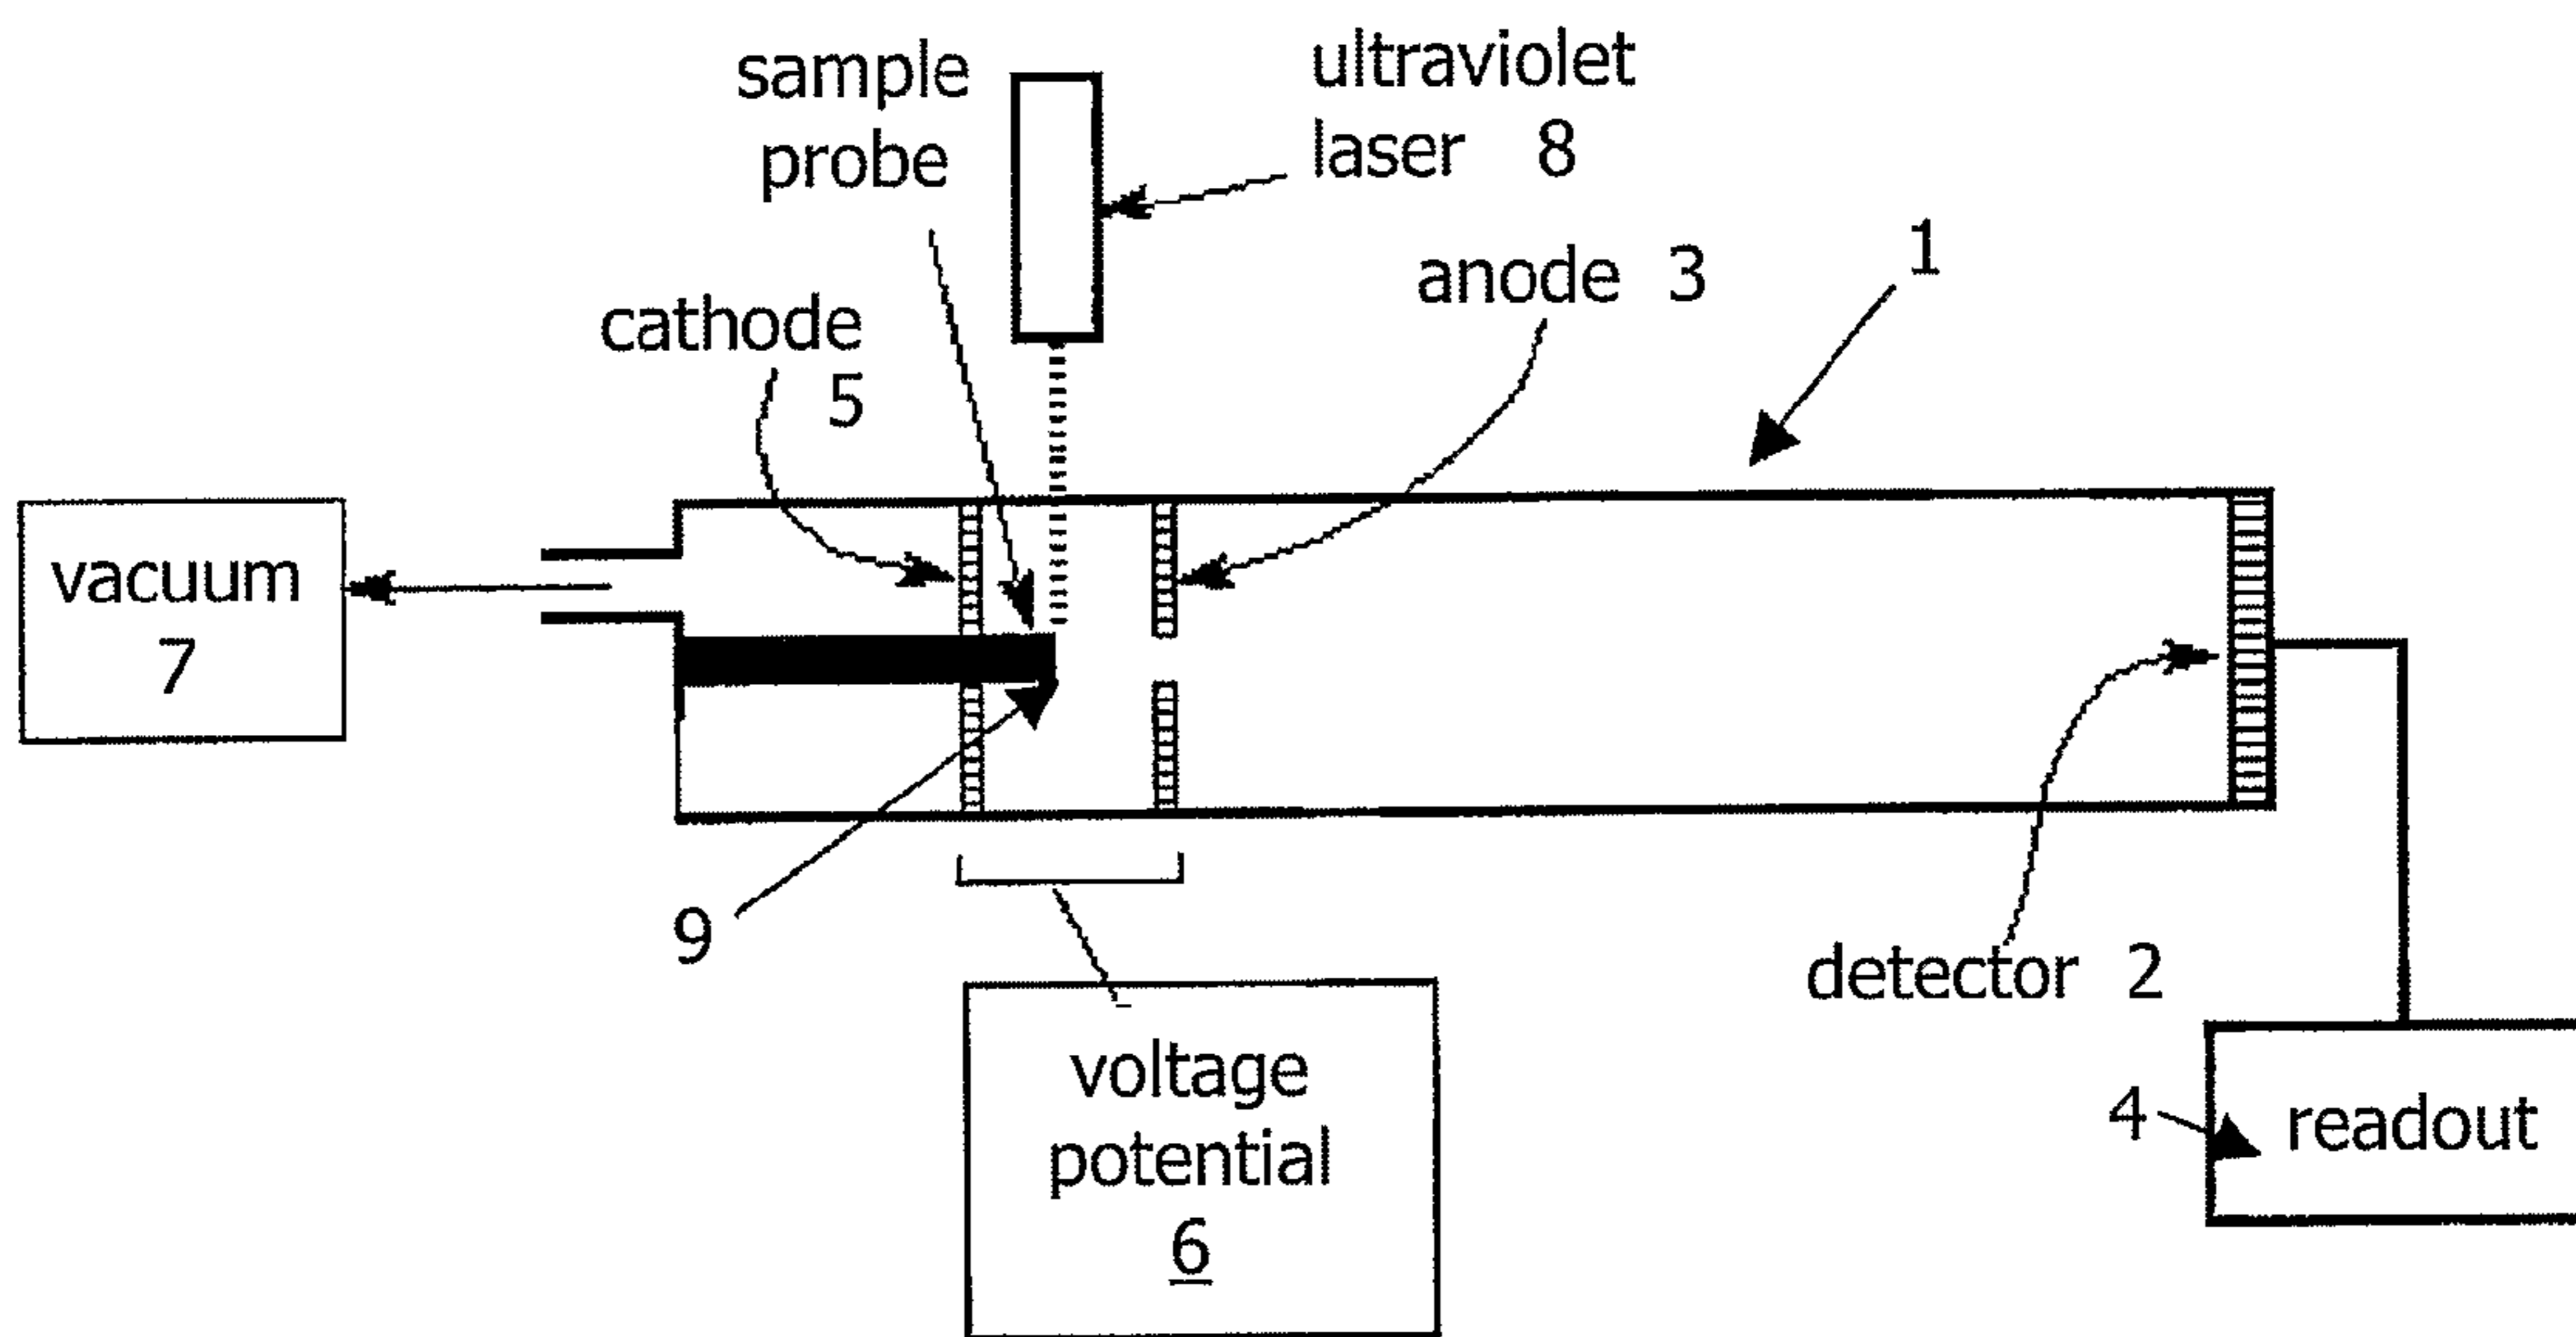 sample
probe
ultraviolet
laser 8
cathode
5
anode 3
1
vacuum
7
9
detector 2
voltage
potential
6
4
readout